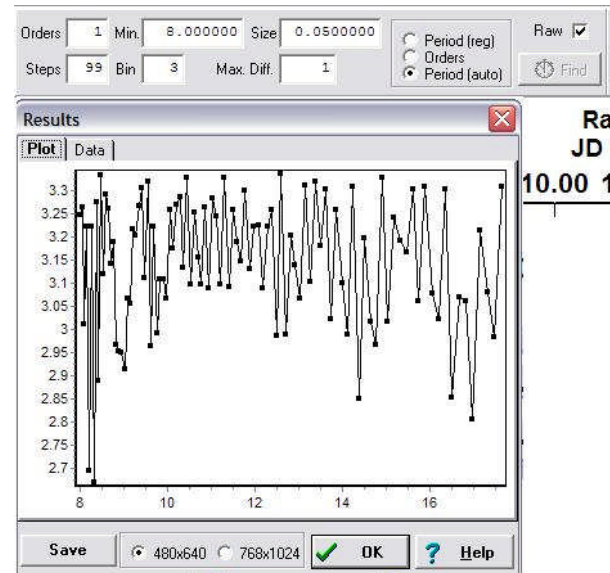 Orders 1 Min. 8.000000 Size 0.0500000
Steps 99 Bin 3 Max. Diff. 1
Period (reg)
Orders
Period (auto)
Raw
Find
Results
Plot Data
3.3
3.25
3.2
3.15
3.1
3.05
3
2.95
2.9
2.85
2.8
2.75
2.7
8 10 12 14 16
Save 480x640 768x1024 OK ? Help
Ra
JD
10.00 1